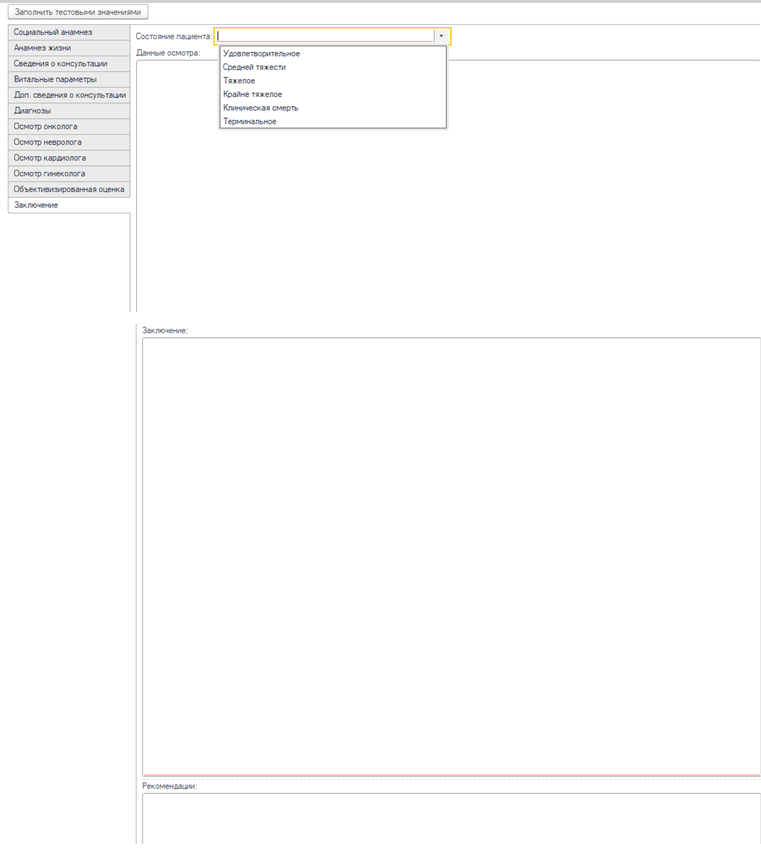 Заполнить тестовыми значениями
Социальный анамнез
Анамнез жизни
Сведения о консультации
Витальные параметры
Доп. сведения о консультации
Диагнозы
Осмотр онколога
Осмотр невролога
Осмотр кардиолога
Осмотр гинеколога
Объективизированная оценка
Заключение
Состояние пациента:
Данные осмотра:
Удовлетворительное
Средней тяжести
Тяжелое
Крайне тяжелое
Клиническая смерть
Терминальное
Заключение:
Рекомендации: